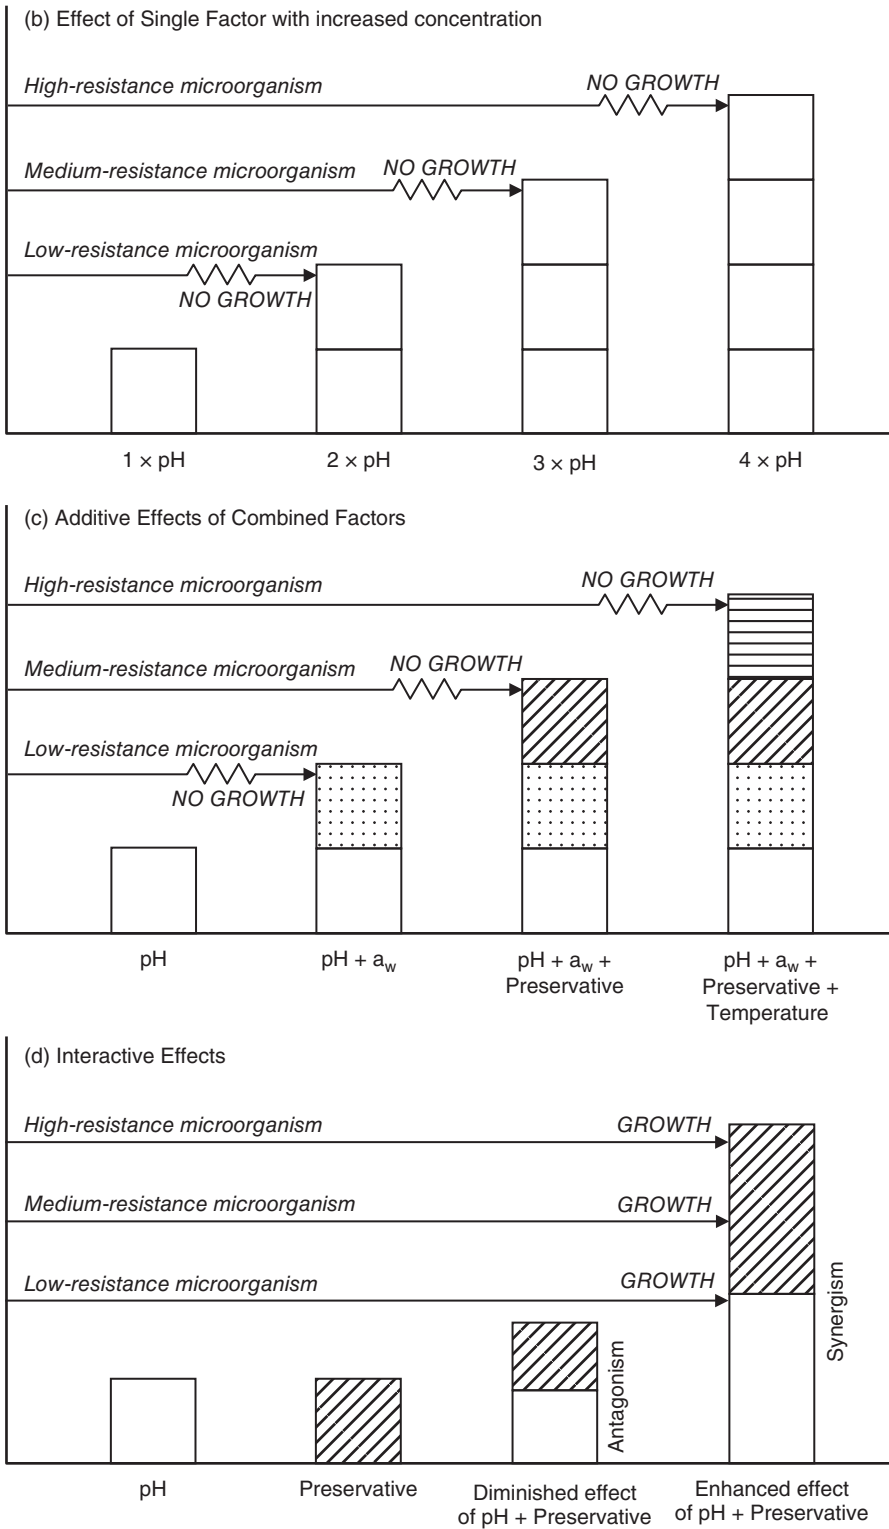 (b) Effect of Single Factor with increased concentration
High-resistance microorganism
NO GROWTH
Medium-resistance microorganism
NO GROWTH
Low-resistance microorganism
NO GROWTH
1 × pH
2 × pH
3 × pH
4 × pH
(c) Additive Effects of Combined Factors
High-resistance microorganism
NO GROWTH
Medium-resistance microorganism
NO GROWTH
Low-resistance microorganism
NO GROWTH
pH
pH + aw
pH + aw +
Preservative
pH + aw +
Preservative +
Temperature
(d) Interactive Effects
High-resistance microorganism
GROWTH
Medium-resistance microorganism
GROWTH
Low-resistance microorganism
GROWTH
Antagonism
Synergism
pH
Preservative
Diminished effect
of pH + Preservative
Enhanced effect
of pH + Preservative